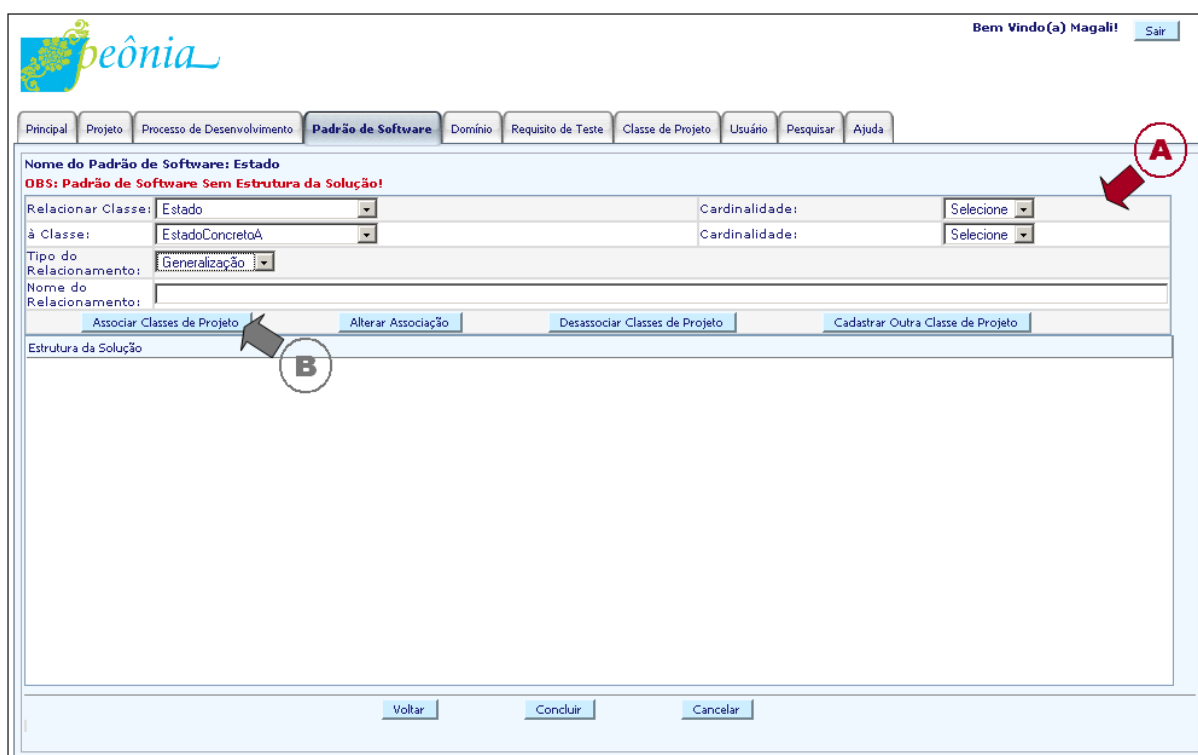 Bem Vindo(a) Magali! Sair
peônia
Principal Projeto Processo de Desenvolvimento Padrão de Software Domínio Requisito de Teste Classe de Projeto Usuário Pesquisar Ajuda
A
Nome do Padrão de Software: Estado
OBS: Padrão de Software Sem Estrutura da Solução!
Relacionar Classe: Estado Cardinalidade: Selecione
à Classe: EstadoConcretoA Cardinalidade: Selecione
Tipo do
Relacionamento: Generalização
Nome do
Relacionamento:
Associar Classes de Projeto Alterar Associação Desassociar Classes de Projeto Cadastrar Outra Classe de Projeto
Estrutura da Solução
B
Voltar Concluir Cancelar